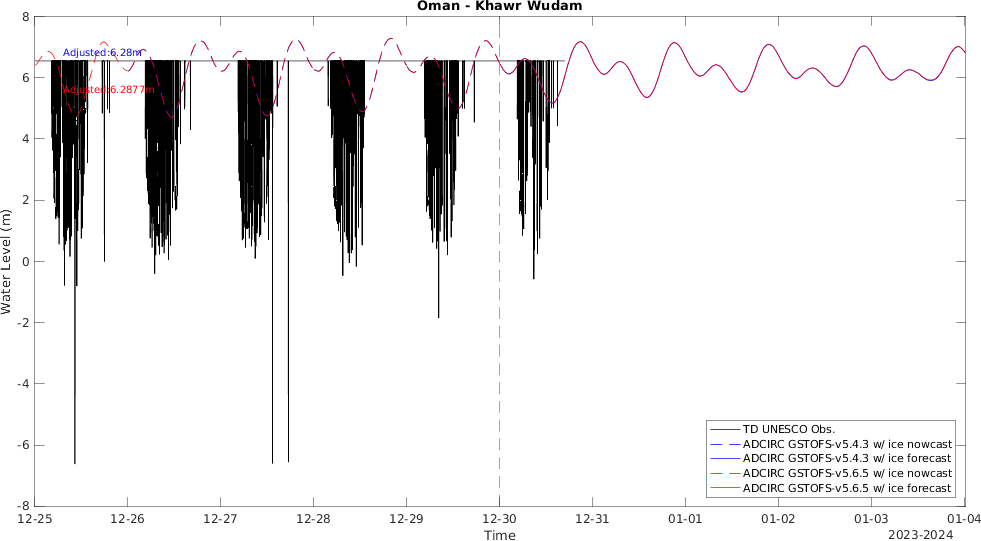 Oman - Khawr Wudam
8
6
4
2
0
-2
-4
-6
-8
Water Level (m)
Adjusted:6.28m
Adjusted:6.2877m
TD UNESCO Obs.
ADCIRC GSTOFS-v5.4.3 w/ ice nowcast
ADCIRC GSTOFS-v5.4.3 w/ ice forecast
ADCIRC GSTOFS-v5.6.5 w/ ice nowcast
ADCIRC GSTOFS-v5.6.5 w/ ice forecast
12-25 12-26 12-27 12-28 12-29 12-30 12-31 01-01 01-02 01-03 01-04
Time
2023-2024